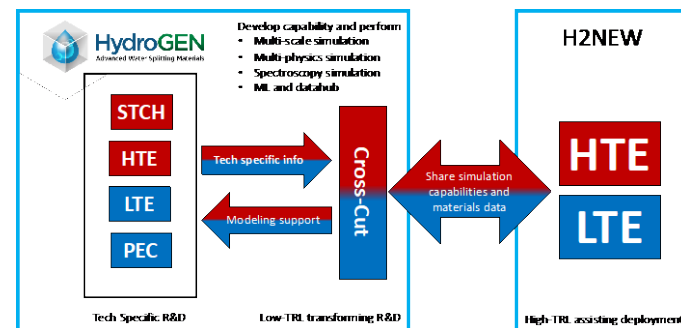 HydroGEN
Advanced Water Splitting Materials
Develop capability and perform
• Multi-scale simulation
• Multi-physics simulation
• Spectroscopy simulation
• ML and datahub
H2NEW
STCH
HTE
LTE
PEC
Tech specific info
Modeling support
Cross-Cut
Share simulation
capabilities and
materials data
HTE
LTE
Tech Specific R&D
Low-TRL transforming R&D
High-TRL assisting deployment